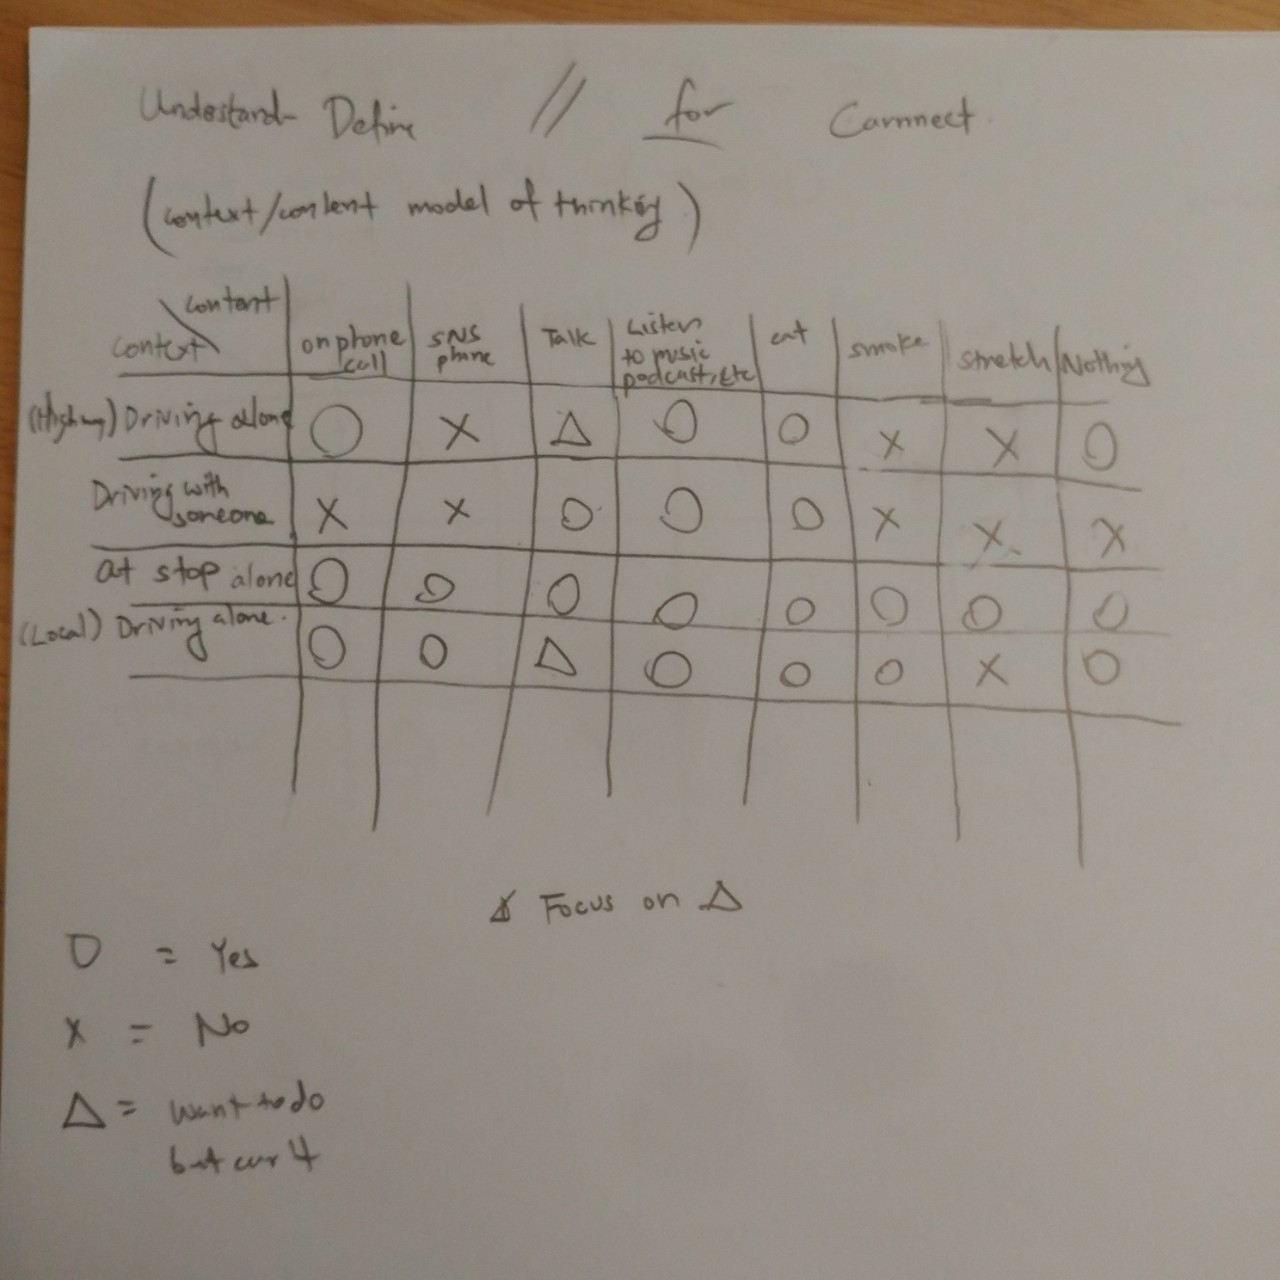 Understand- Define // for Carnnect
(context/content model of thinking)
content
context
on phone call
SNS phone
Talk
Listen to music podcast, etc
eat
smoke
stretch
Nothing
(Highway) Driving alone O X △ O O X X O
Driving with someone X X O O O X X X
at stop alone O O O O O O O O
(Local) Driving alone. O O △ O O O X O
Focus on △
O = Yes
X = No
△ = want to do
but